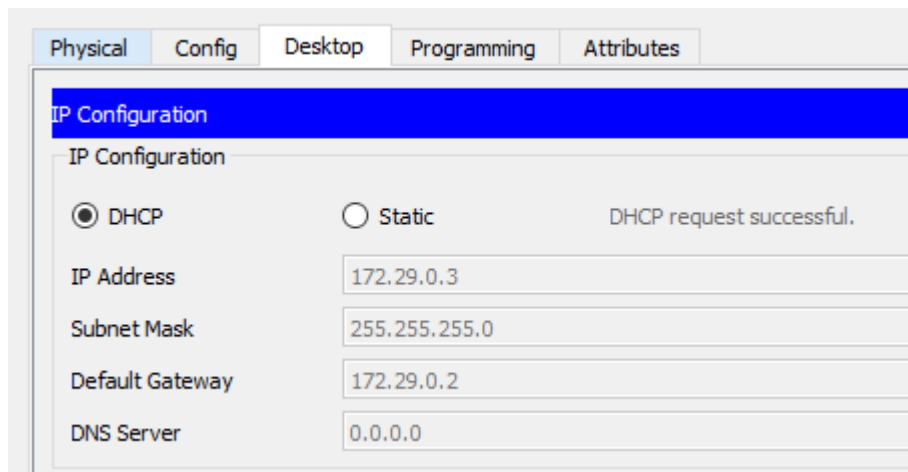 Physical Config Desktop Programming Attributes
IP Configuration
IP Configuration
DHCP Static DHCP request successful.
IP Address 172.29.0.3
Subnet Mask 255.255.255.0
Default Gateway 172.29.0.2
DNS Server 0.0.0.0